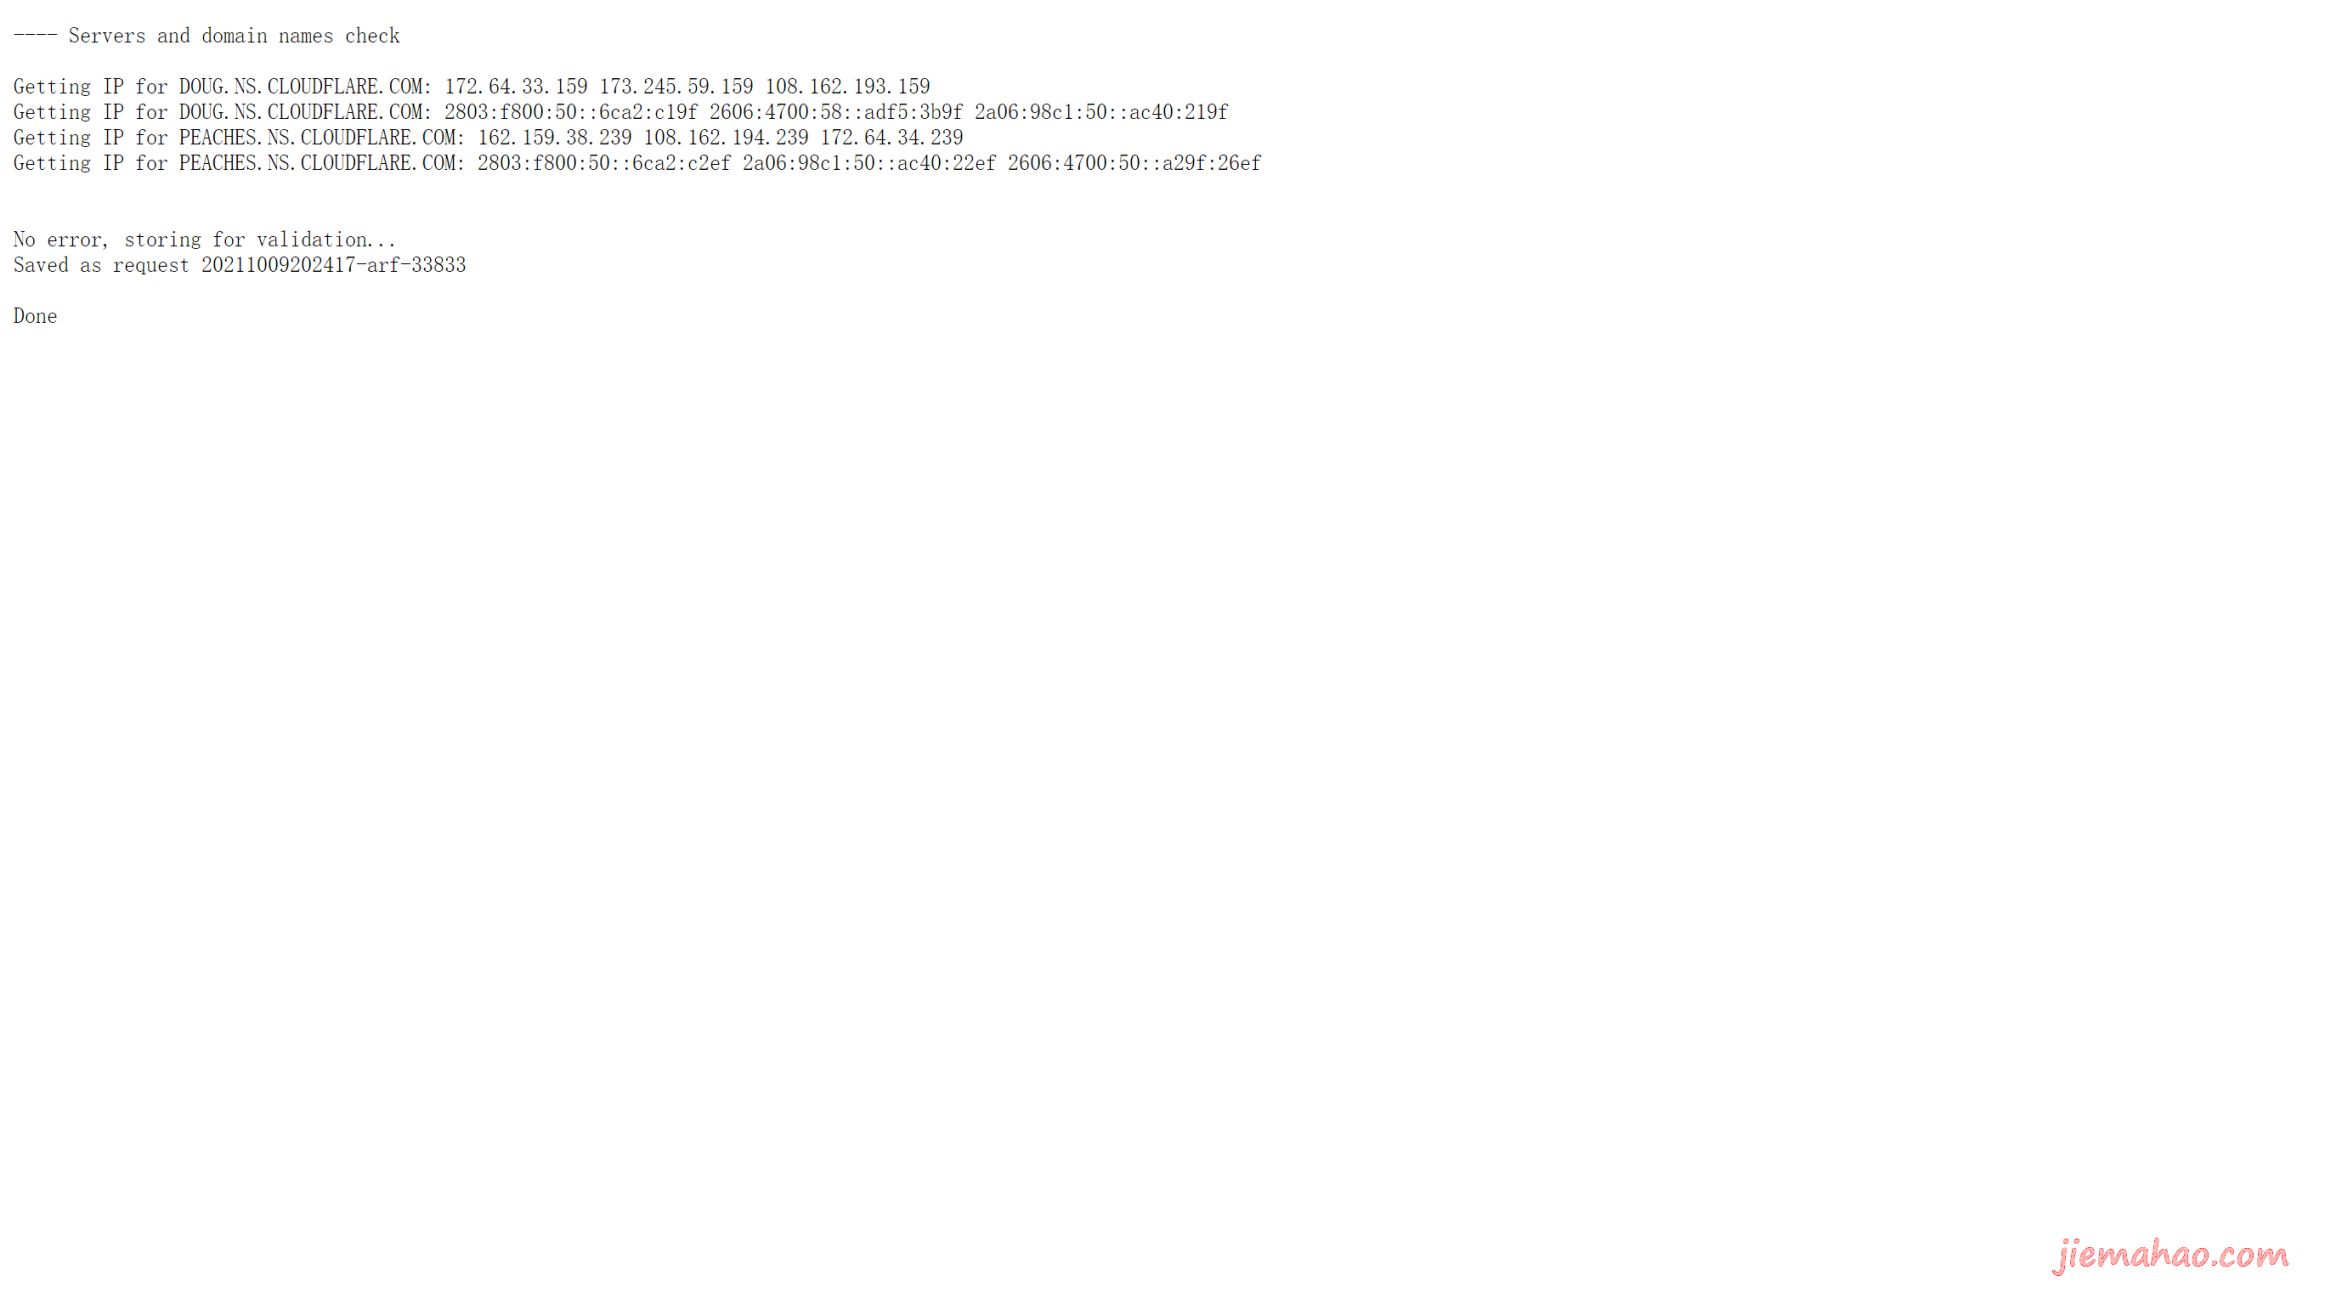 ---- Servers and domain names check
Getting IP for DOUG.NS.CLOUDFLARE.COM: 172.64.33.159 173.245.59.159 108.162.193.159
Getting IP for DOUG.NS.CLOUDFLARE.COM: 2803:f800:50::6ca2:c19f 2606:4700:58::adf5:3b9f 2a06:98c1:50::ac40:219f
Getting IP for PEACHES.NS.CLOUDFLARE.COM: 162.159.38.239 108.162.194.239 172.64.34.239
Getting IP for PEACHES.NS.CLOUDFLARE.COM: 2803:f800:50::6ca2:c2ef 2a06:98c1:50::ac40:22ef 2606:4700:50::a29f:26ef
No error, storing for validation...
Saved as request 20211009202417-arf-33833
Done
jiemahao.com